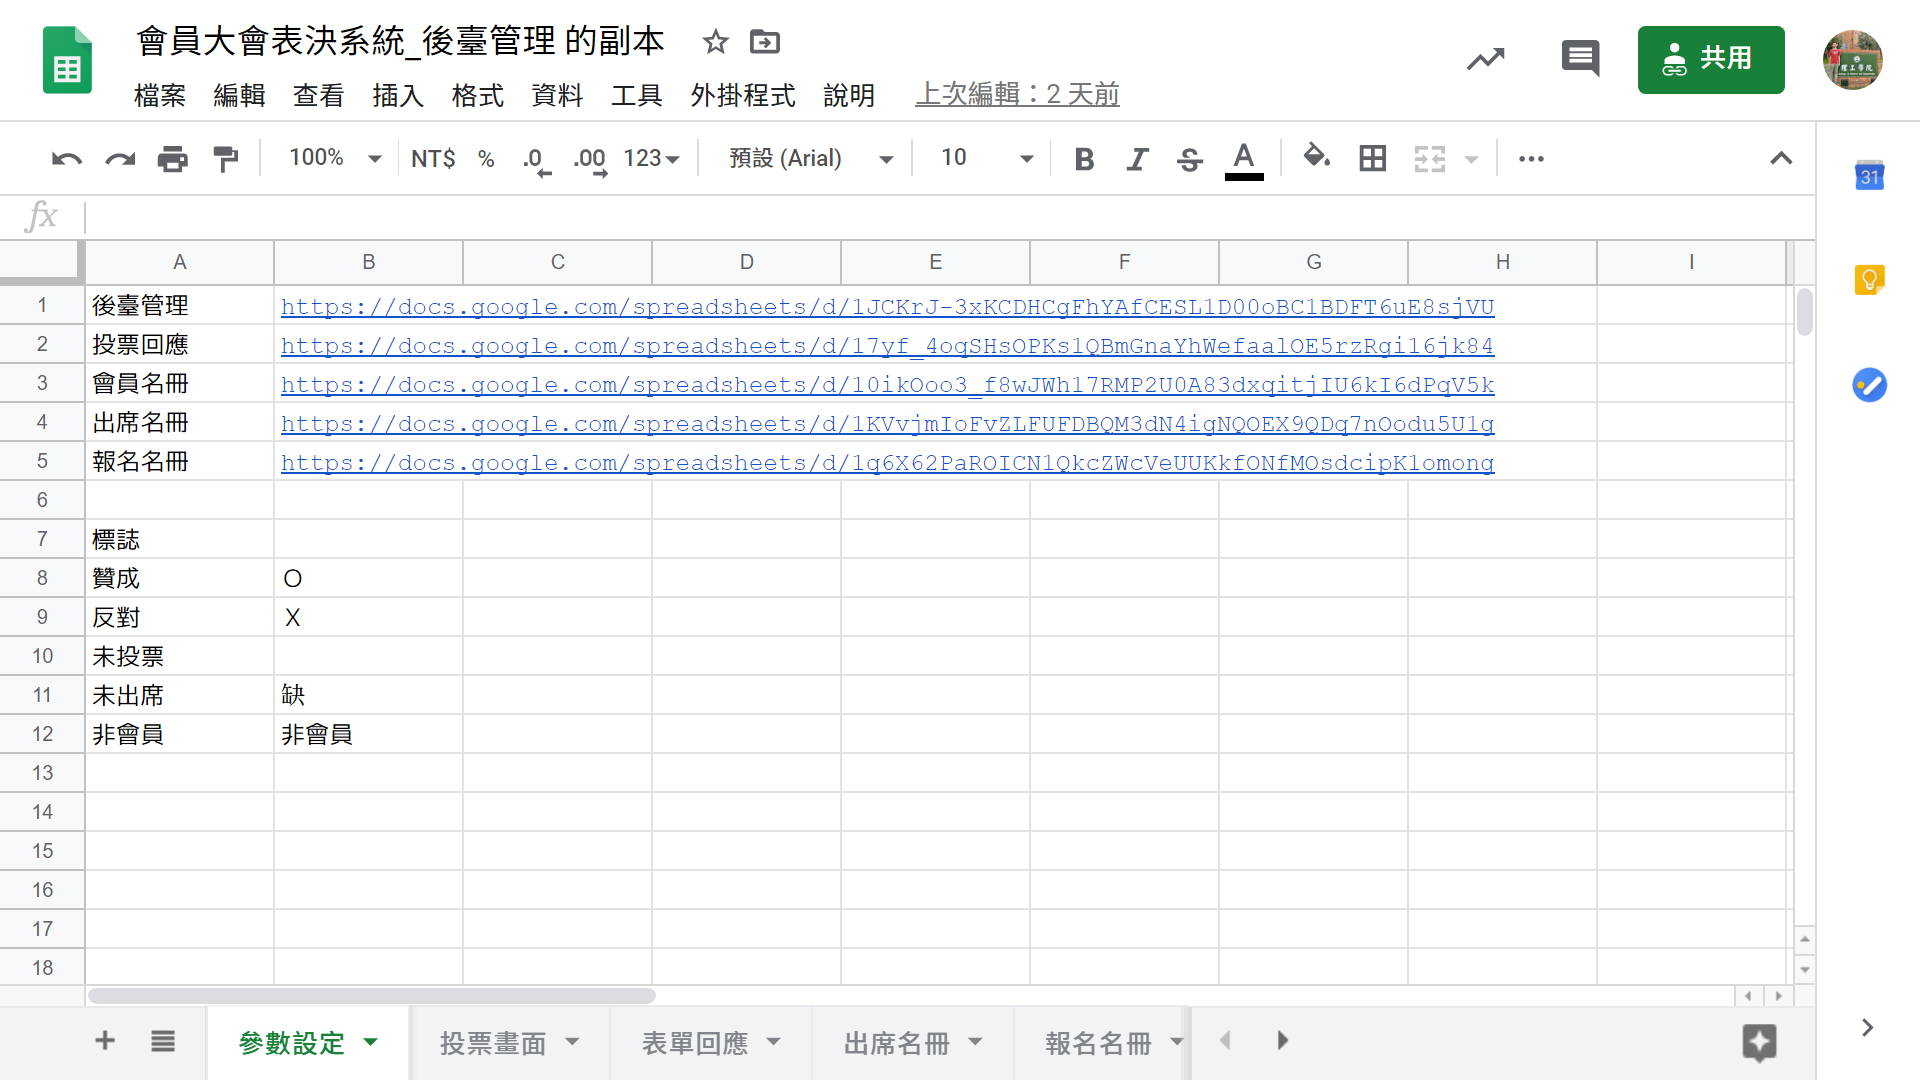 會員大會表決系統_後臺管理 的副本
檔案 編輯 查看 插入 格式 資料 工具 外掛程式 說明 上次編輯：2 天前
共用
100% NT$ % .0 .00 123 預設 (Arial) 10 B I S A
31
fx
A B C D E F G H I
1 後臺管理 https://docs.google.com/spreadsheets/d/1JCKrJ-3xKCDHCgFhYAfCESL1D00oBC1BDFT6uE8sjVU
2 投票回應 https://docs.google.com/spreadsheets/d/17yf_4oqSHsOPKs1QBmGnaYhWefaalOE5rzRgi16jk84
3 會員名冊 https://docs.google.com/spreadsheets/d/10ikOoo3_f8wJWh17RMP2U0A83dxqitjIU6kI6dPqV5k
4 出席名冊 https://docs.google.com/spreadsheets/d/1KVvjmIoFvZLFUFDBQM3dN4igNQOEX9QDq7nOodu5U1g
5 報名名冊 https://docs.google.com/spreadsheets/d/1q6X62PaROICN1QkcZWcVeUUKkfONfMOsdcipK1omong
6
7 標誌
8 贊成 O
9 反對 X
10 未投票
11 未出席 缺
12 非會員 非會員
13
14
15
16
17
18
參數設定 投票畫面 表單回應 出席名冊 報名名冊